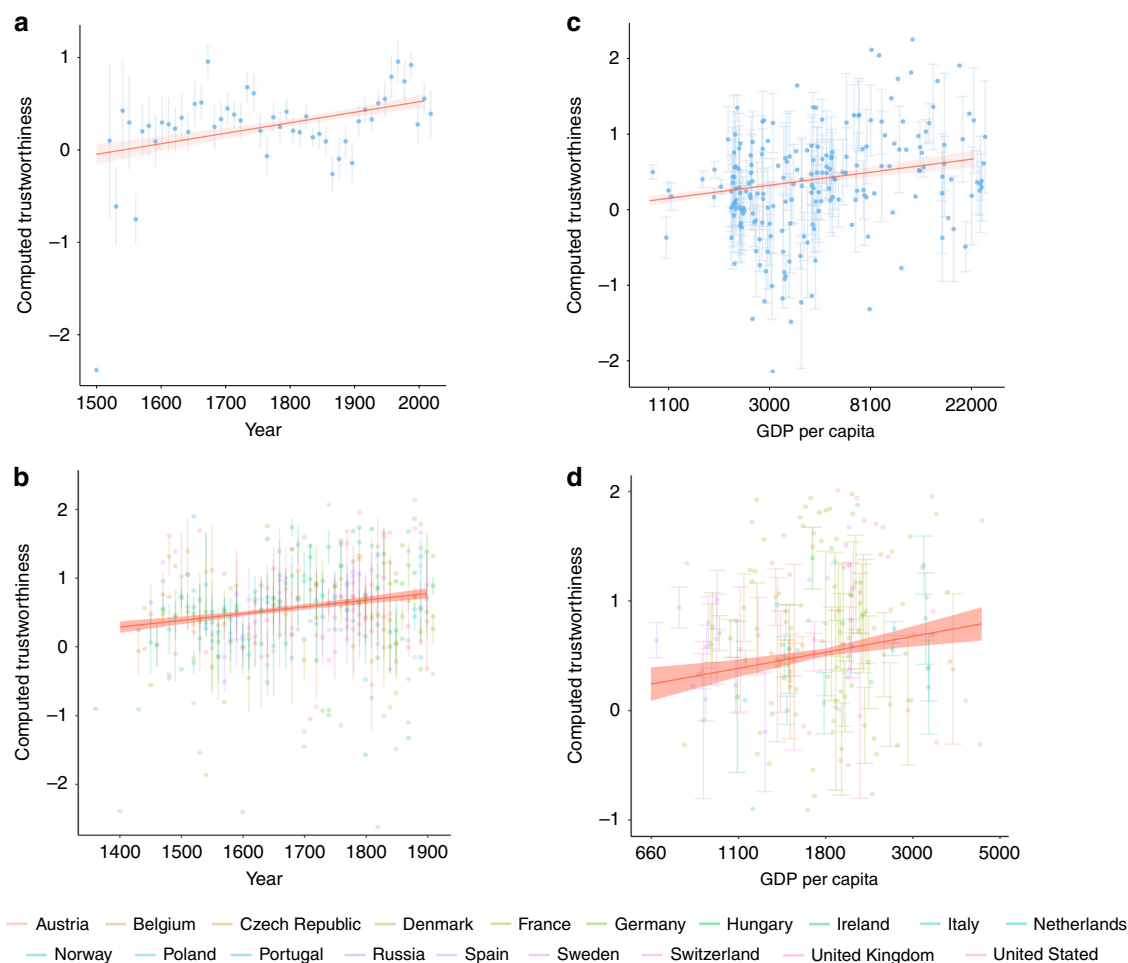 a
Computed trustworthiness
1
0
−1
−2
1500 1600 1700 1800 1900 2000
Year
c
Computed trustworthiness
2
1
0
−1
−2
1100 3000 8100 22000
GDP per capita
b
Computed trustworthiness
2
1
0
−1
−2
1400 1500 1600 1700 1800 1900
Year
d
Computed trustworthiness
2
1
0
−1
660 1100 1800 3000 5000
GDP per capita
Austria Belgium Czech Republic Denmark France Germany Hungary Ireland Italy Netherlands
Norway Poland Portugal Russia Spain Sweden Switzerland United Kingdom United Stated